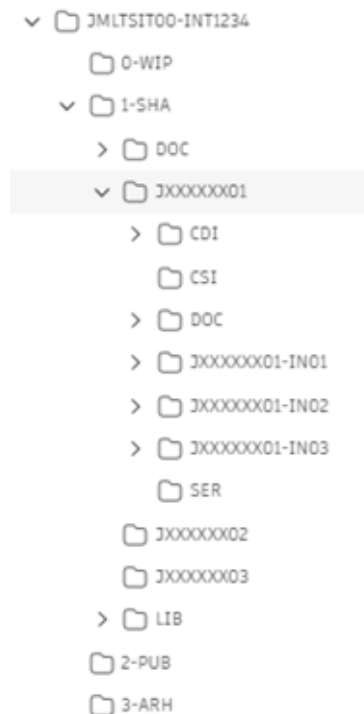 JMLTSIT00-INT1234
0-WIP
1-SHA
DOC
JXXXXXX01
CDI
CSI
DOC
JXXXXXX01-IN01
JXXXXXX01-IN02
JXXXXXX01-IN03
SER
JXXXXXX02
JXXXXXX03
LIB
2-PUB
3-ARH